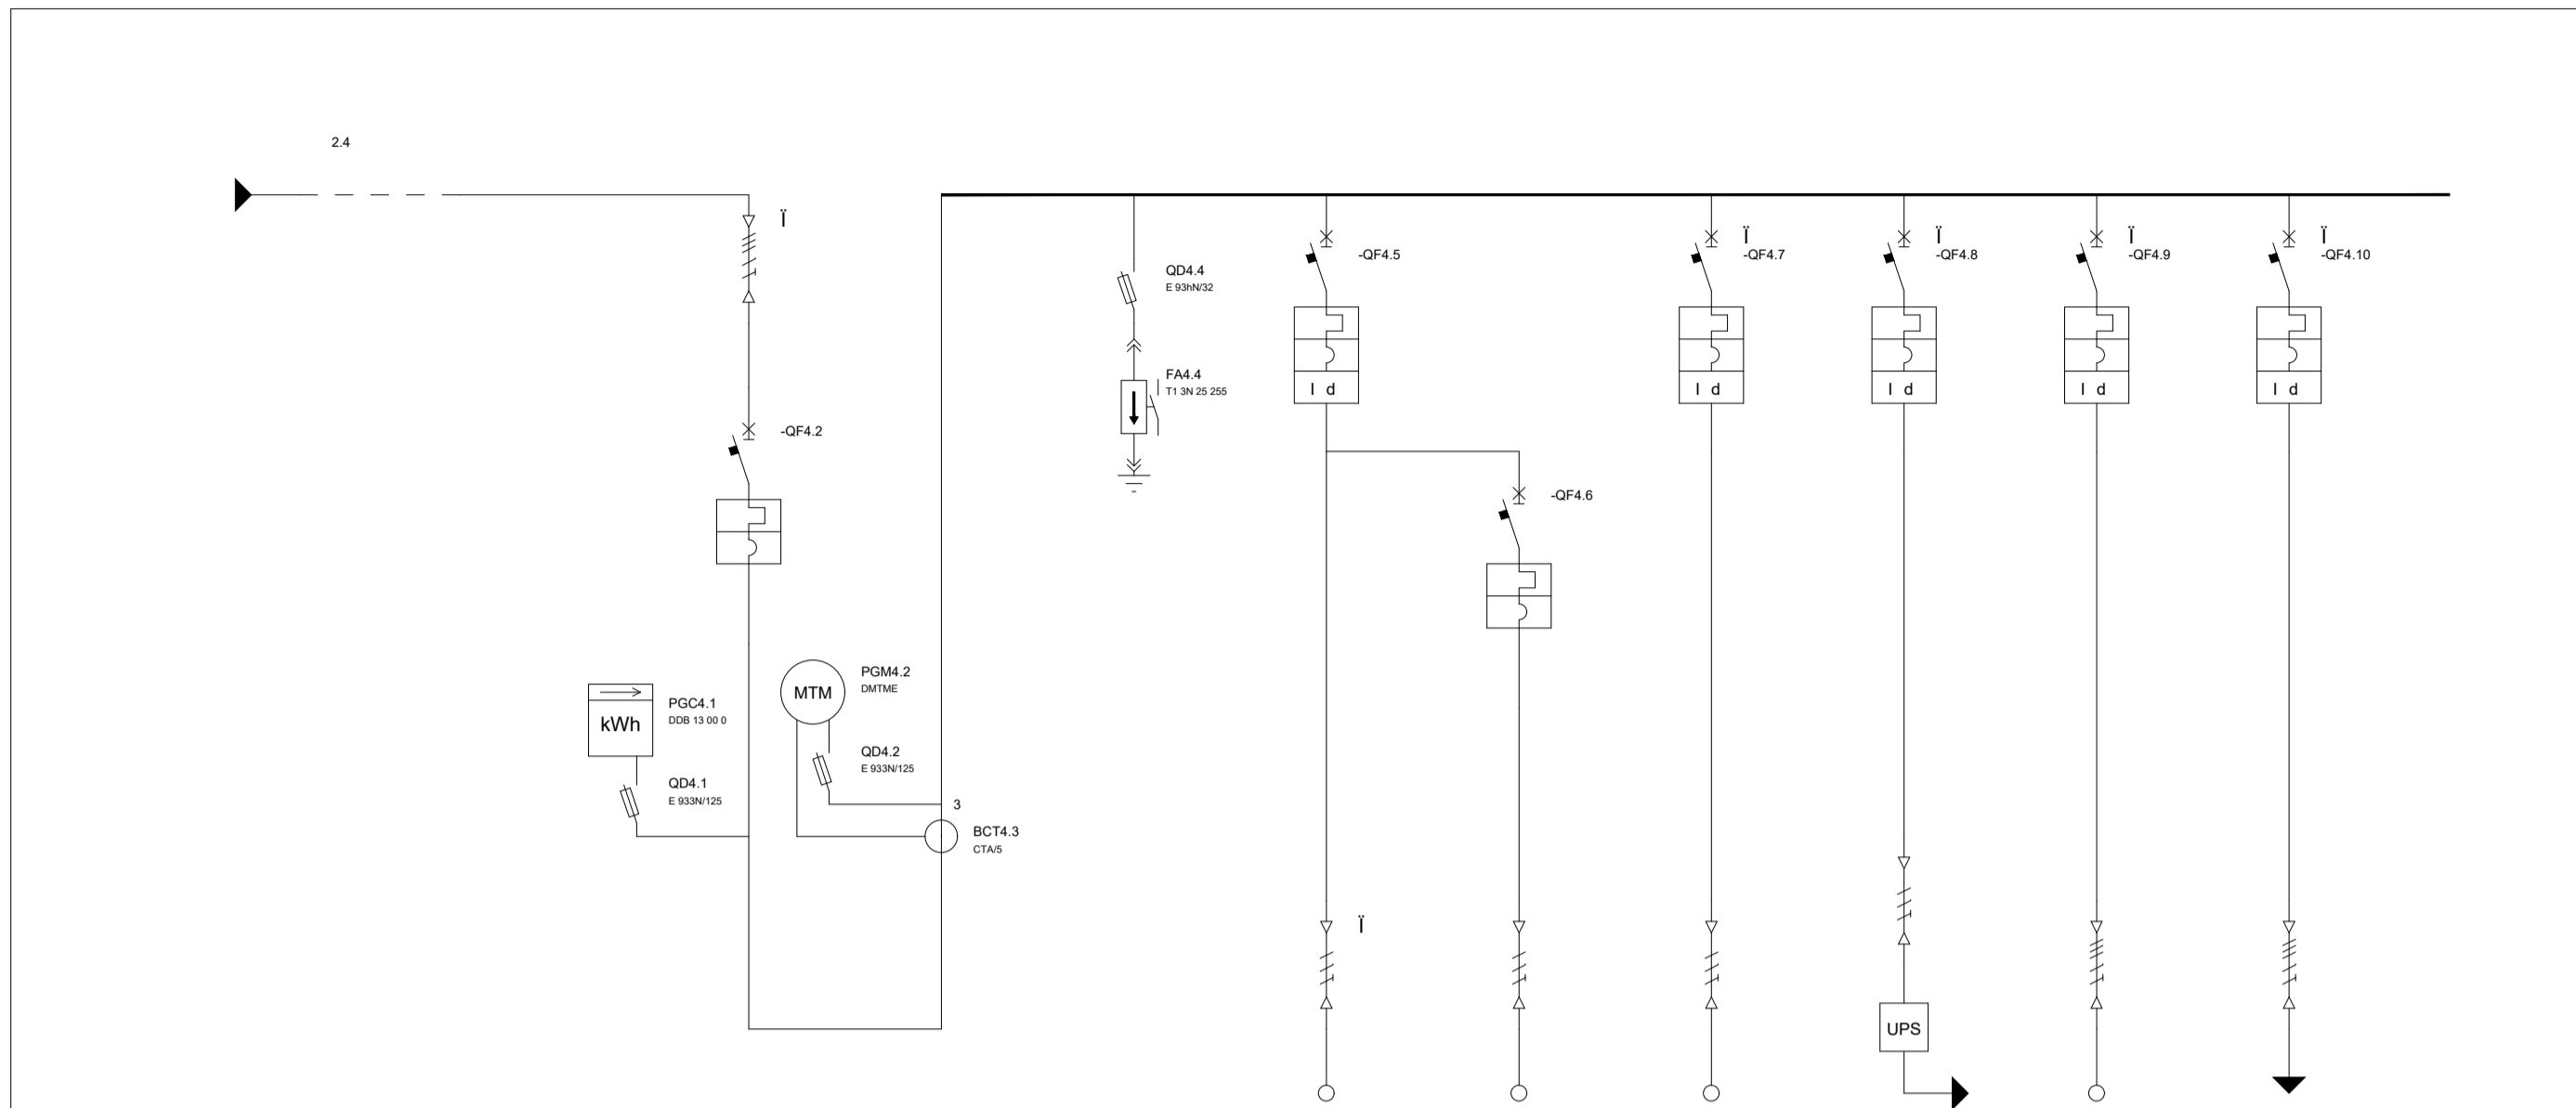 2.4
Ï
-QF4.2
PGC4.1
DDB 13 00 0
kWh
QD4.1
E 933N/125
MTM
PGM4.2
DMTME
QD4.2
E 933N/125
3
BCT4.3
CTA/5
QD4.4
E 93hN/32
FA4.4
T1 3N 25 255
-QF4.5
I d
Ï
-QF4.6
Ï
-QF4.7
I d
Ï
-QF4.8
I d
UPS
Ï
-QF4.9
I d
Ï
-QF4.10
I d